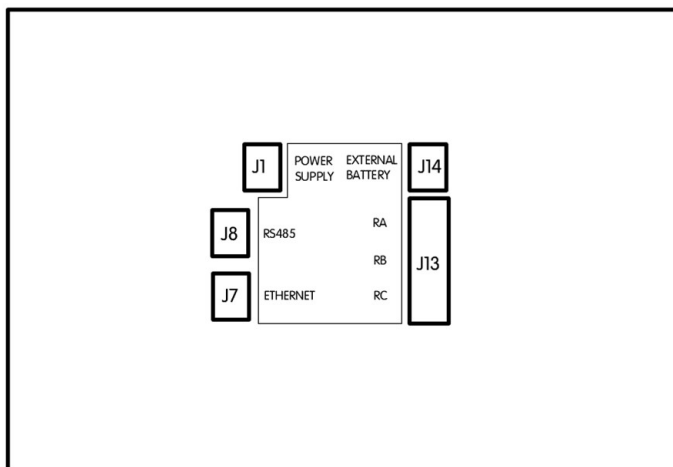 J1
POWER
SUPPLY
EXTERNAL
BATTERY
J14
J8
RS485
RA
RB
J13
J7
ETHERNET
RC